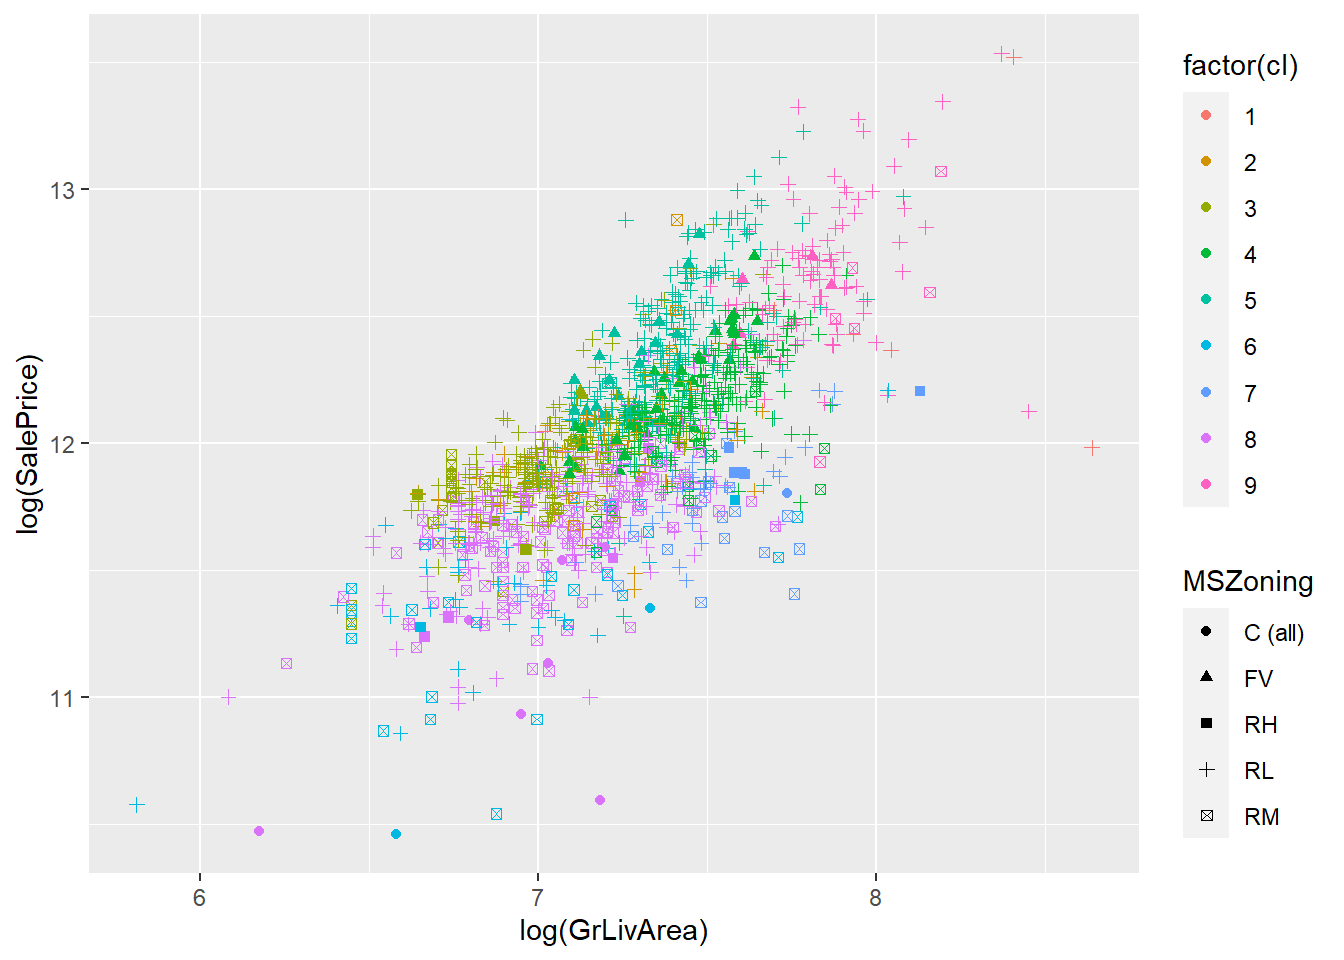 13
12
11
log(SalePrice)
6
7
8
log(GrLivArea)
factor(cl)
1
2
3
4
5
6
7
8
9
MSZoning
C (all)
FV
RH
RL
RM